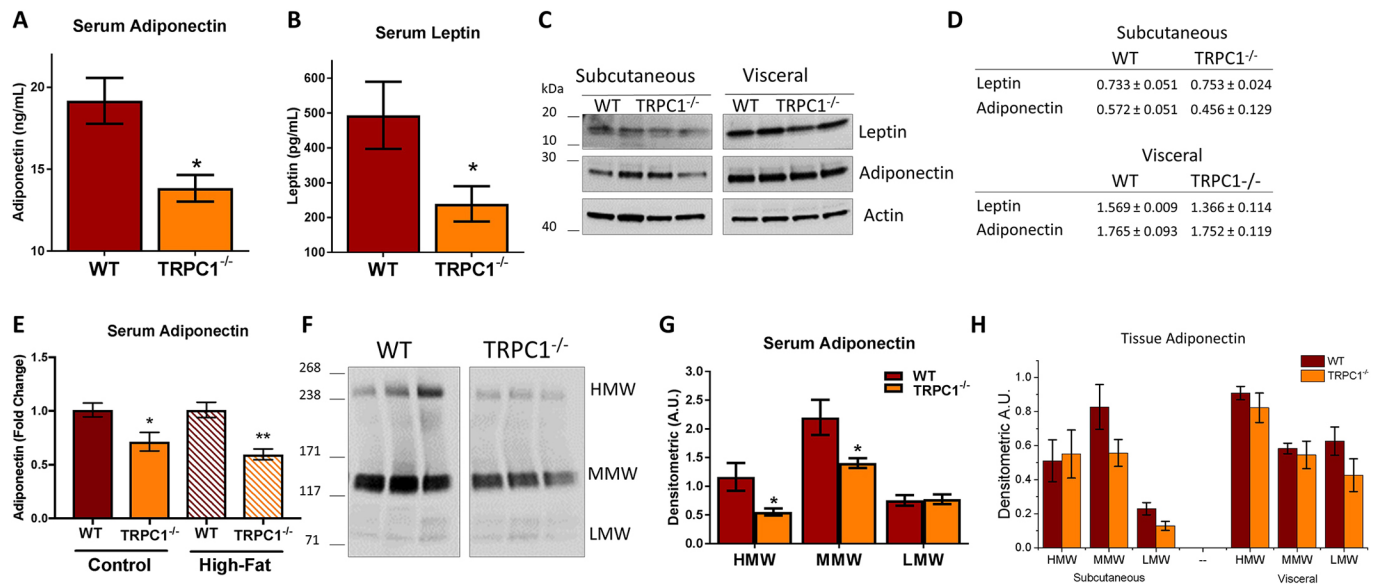 A
Serum Adiponectin
Adiponectin (ng/mL)
20
15
10
*
WT
TRPC1-/-
B
Serum Leptin
Leptin (pg/mL)
600
500
400
300
200
100
*
WT
TRPC1-/-
C
Subcutaneous Visceral
kDa
WT TRPC1-/- WT TRPC1-/-
20
10
Leptin
30
Adiponectin
40
Actin
D
Subcutaneous
WT TRPC1-/-
Leptin 0.733 ± 0.051 0.753 ± 0.024
Adiponectin 0.572 ± 0.051 0.456 ± 0.129
Visceral
WT TRPC1-/-
Leptin 1.569 ± 0.009 1.366 ± 0.114
Adiponectin 1.765 ± 0.093 1.752 ± 0.119
E
Serum Adiponectin
Adiponectin (Fold Change)
1.5
1.0
0.5
0.0
*
**
WT TRPC1-/- WT TRPC1-/-
Control High-Fat
F
WT TRPC1-/-
268
238
171
117
71
HMW
MMW
LMW
G
Serum Adiponectin
Densitometric (A.U.)
3.0
2.5
2.0
1.5
1.0
0.5
0.0
WT
TRPC1-/-
*
*
HMW MMW LMW
H
Tissue Adiponectin
Densitometric A.U.
1.0
0.8
0.6
0.4
0.2
0.0
WT
TRPC1-/-
HMW MMW LMW -- HMW MMW LMW
Subcutaneous Visceral